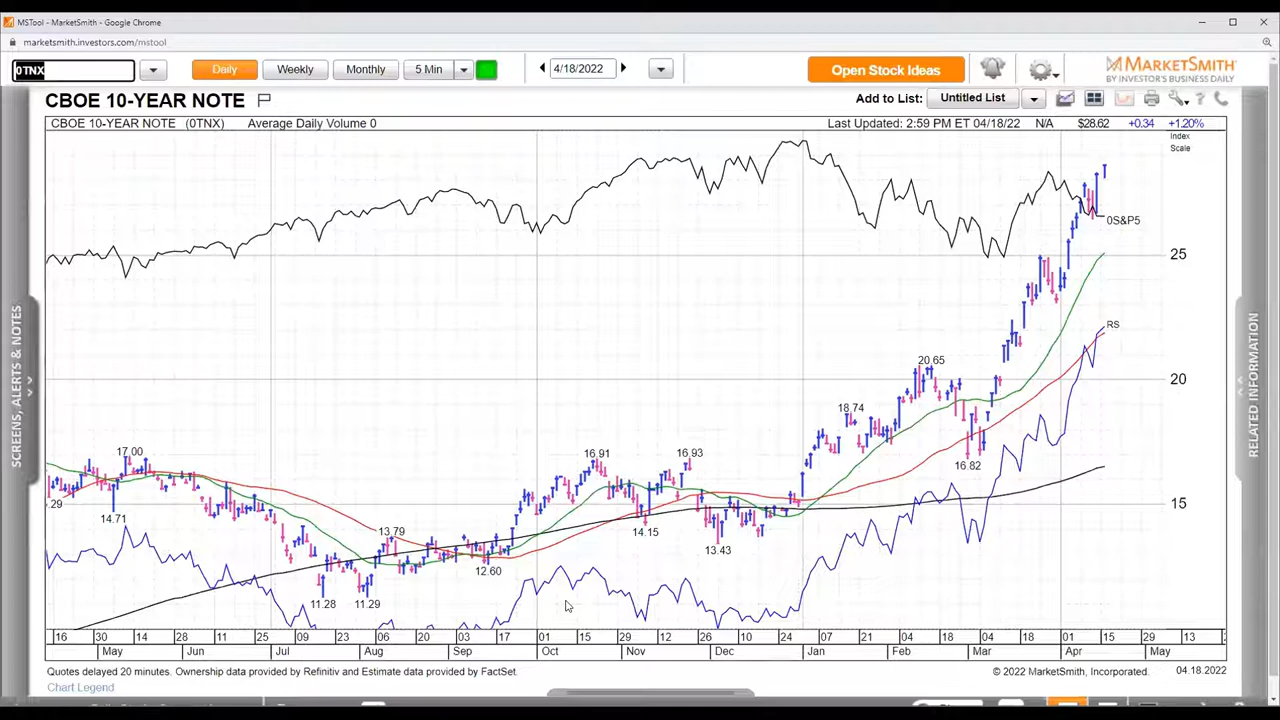 MSTool - MarketSmith - Google Chrome
marketsmith.investors.com/mstool
0TNX Daily Weekly Monthly 5 Min 4/18/2022 Open Stock Ideas MARKETSMITH
BY INVESTOR'S BUSINESS DAILY
CBOE 10-YEAR NOTE Add to List: Untitled List
CBOE 10-YEAR NOTE (0TNX) Average Daily Volume 0 Last Updated: 2:59 PM ET 04/18/22 N/A $28.62 +0.34 +1.20%
Index
Scale
0S&P5
25
RS
20.65
20
18.74
17.00 16.91 16.93
16.82
.29 15
14.71 14.15
13.79 13.43
12.60
11.28 11.29
SCREENS, ALERTS & NOTES
RELATED INFORMATION
16 30 14 28 11 25 09 23 06 20 03 17 01 15 29 12 26 10 24 07 21 04 18 04 18 01 15 29 13
May Jun Jul Aug Sep Oct Nov Dec Jan Feb Mar Apr May
Quotes delayed 20 minutes. Ownership data provided by Refinitiv and Estimate data provided by FactSet. © 2022 MarketSmith, Incorporated. 04.18.2022
Chart Legend